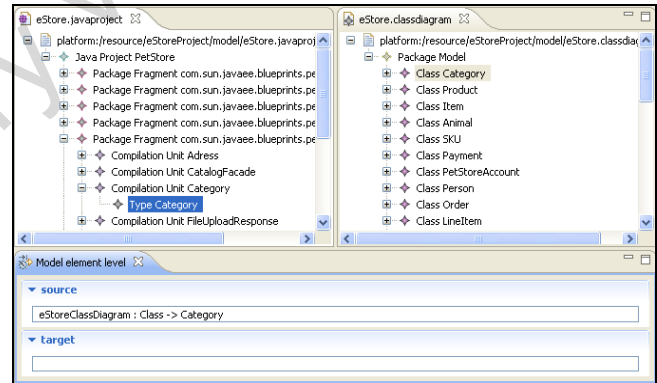 eStore.javaproject
platform:/resource/eStoreProject/model/eStore.javaproj
Java Project PetStore
Package Fragment com.sun.javaee.blueprints.pe
Package Fragment com.sun.javaee.blueprints.pe
Package Fragment com.sun.javaee.blueprints.pe
Package Fragment com.sun.javaee.blueprints.pe
Package Fragment com.sun.javaee.blueprints.pe
Compilation Unit Adress
Compilation Unit CatalogFacade
Compilation Unit Category
Type Category
Compilation Unit FileUploadResponse
eStore.classdiagram
platform:/resource/eStoreProject/model/eStore.classdiag
Package Model
Class Category
Class Product
Class Item
Class Animal
Class SKU
Class Payment
Class PetStoreAccount
Class Person
Class Order
Class LineItem
Model element level
source
eStoreClassDiagram : Class -> Category
target